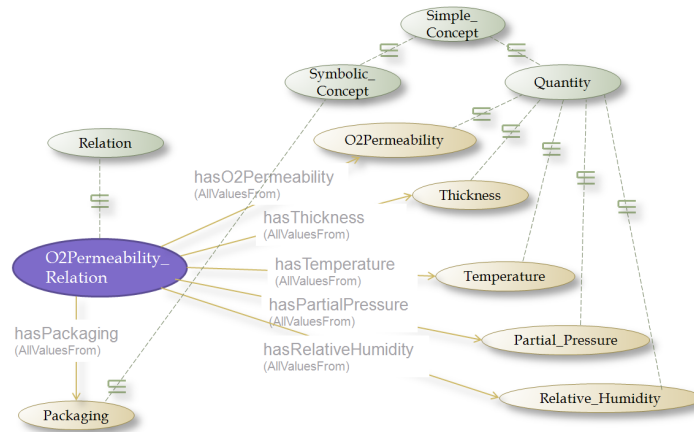 Simple_
Concept
Symbolic_
Concept
Quantity
Relation
O2Permeability
hasO2Permeability
(AllValuesFrom)
Thickness
hasThickness
(AllValuesFrom)
O2Permeability_
Relation
hasTemperature
(AllValuesFrom)
Temperature
hasPartialPressure
(AllValuesFrom)
hasPackaging
(AllValuesFrom)
Partial_Pressure
hasRelativeHumidity
(AllValuesFrom)
Relative_Humidity
Packaging